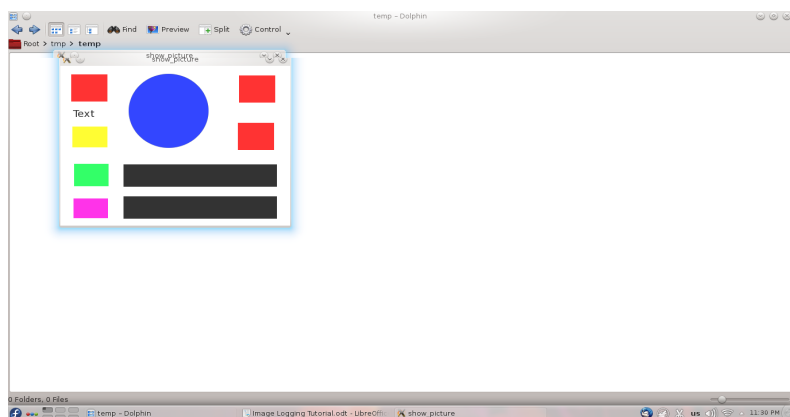 temp – Dolphin
Find Preview Split Control
Root > tmp > temp
show_picture
show_picture
Text
0 Folders, 0 Files
temp – Dolphin
Image Logging Tutorial.odt - LibreOffi
show_picture
us
11:30 PM